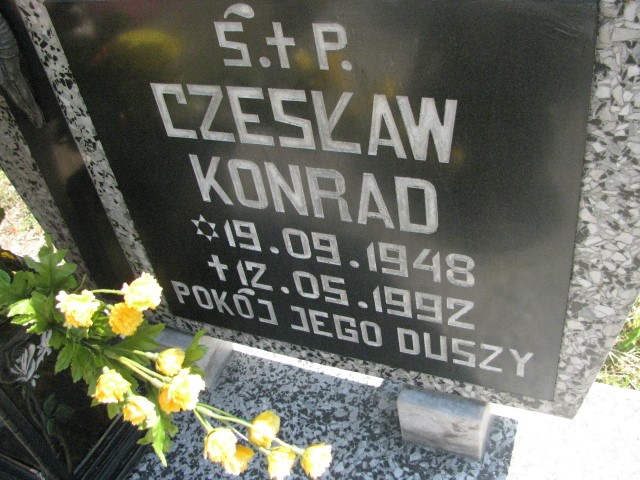 Ś.†P.
CZESŁAW
KONRAD
✡19.09.1948
†12.05.1992
POKÓJ JEGO DUSZY